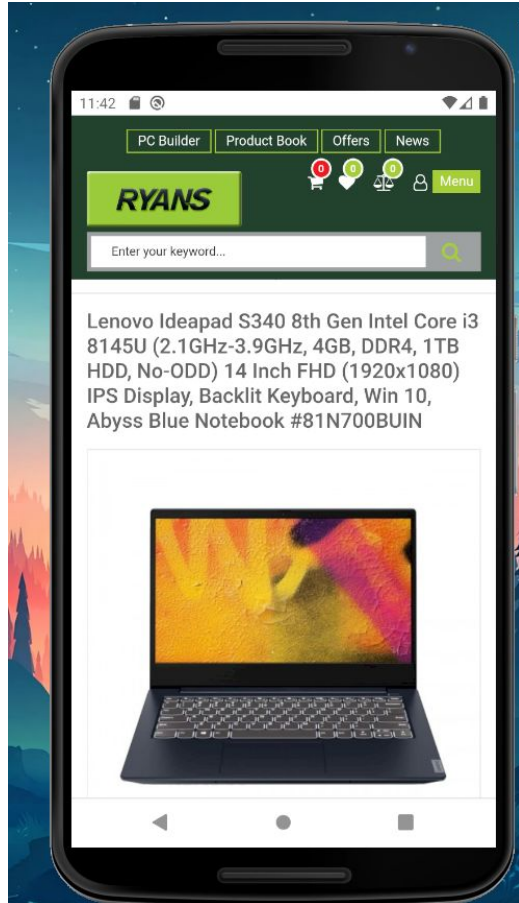 11:42
PC Builder Product Book Offers News
0 0 0
RYANS Menu
Enter your keyword...
Lenovo Ideapad S340 8th Gen Intel Core i3
8145U (2.1GHz-3.9GHz, 4GB, DDR4, 1TB
HDD, No-ODD) 14 Inch FHD (1920x1080)
IPS Display, Backlit Keyboard, Win 10,
Abyss Blue Notebook #81N700BUIN